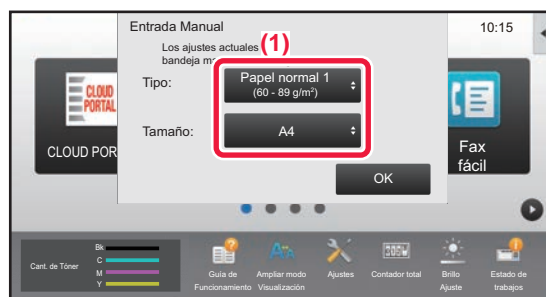 Entrada Manual
10:15
Los ajustes actuales
bandeja
(1)
Tipo:
Papel normal 1
(60 - 89 g/m²)
Tamaño:
A4
OK
CLOUD
PORTAL
CLOUD POR
Fax
fácil
Cant. de Tóner
Bk
C
M
Y
Guía de
Funcionamiento
Ampliar modo
Visualización
Ajustes
Contador total
Brillo
Ajuste
Estado de
trabajos